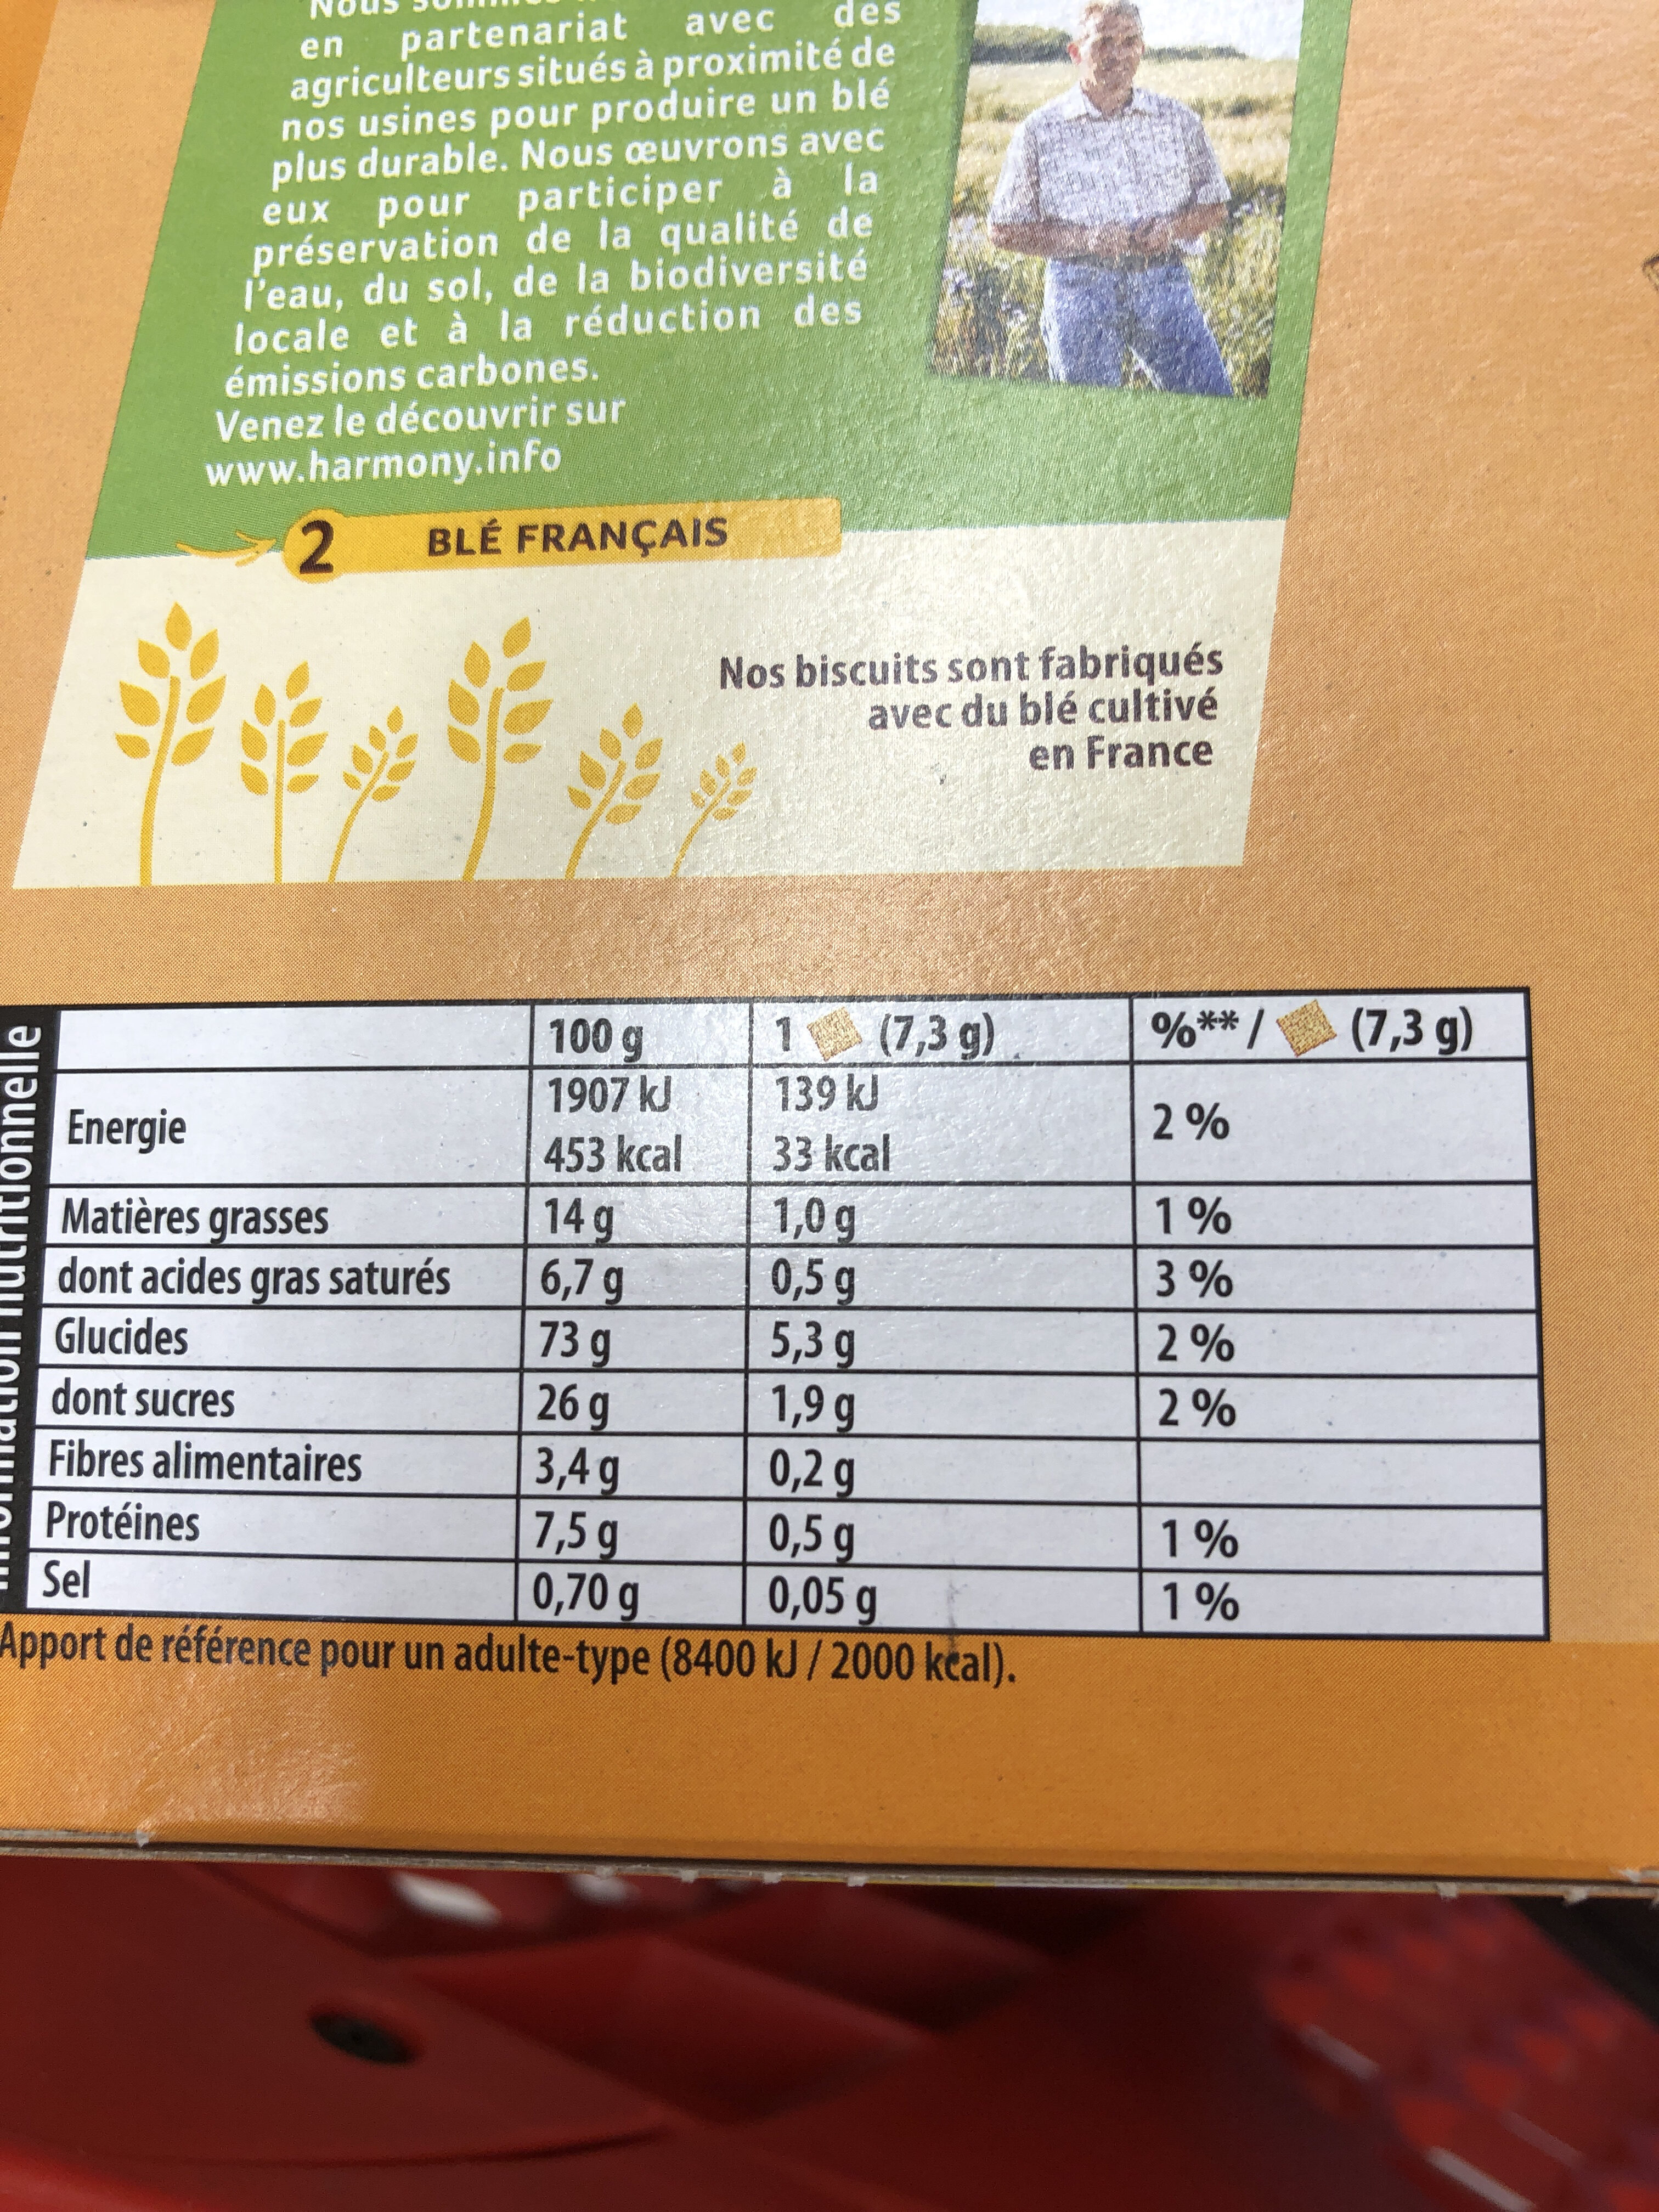 Nous
en partenariat avec des
agriculteurs situés à proximité de
nos usines pour produire un blé
plus durable. Nous œuvrons avec
eux pour participer à la
préservation de la qualité de
l'eau, du sol, de la biodiversité
locale et à la réduction des
émissions carbones.
Venez le découvrir sur
www.harmony.info
2 BLÉ FRANÇAIS
Nos biscuits sont fabriqués
avec du blé cultivé
en France
nutritionnelle
100 g 1 (7,3 g) %** / (7,3 g)
Energie 1907 kJ 453 kcal 139 kJ 33 kcal 2 %
Matières grasses 14 g 1,0 g 1 %
dont acides gras saturés 6,7 g 0,5 g 3 %
Glucides 73 g 5,3 g 2 %
dont sucres 26 g 1,9 g 2 %
Fibres alimentaires 3,4 g 0,2 g
Protéines 7,5 g 0,5 g 1 %
Sel 0,70 g 0,05 g 1 %
Apport de référence pour un adulte-type (8400 kJ / 2000 kcal).